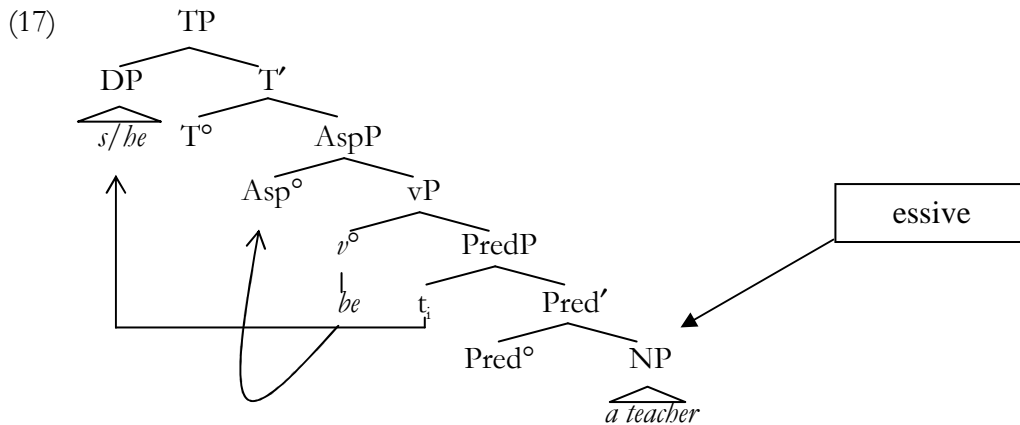 (17) TP
DP T′
s/he T° AspP
Asp° vP
essive
v° PredP
be tᵢ Pred′
Pred° NP
a teacher